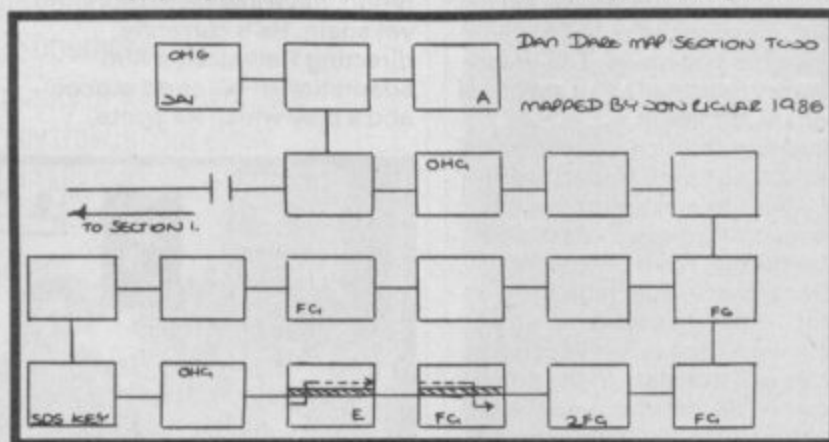 DAN DARE MAP SECTION TWO
OHG
SDS
A
MAPPED BY JON RIGLAR 1986
OHG
TO SECTION 1.
FG
FG
OHG
SDS KEY
E
FG
2FG
FG